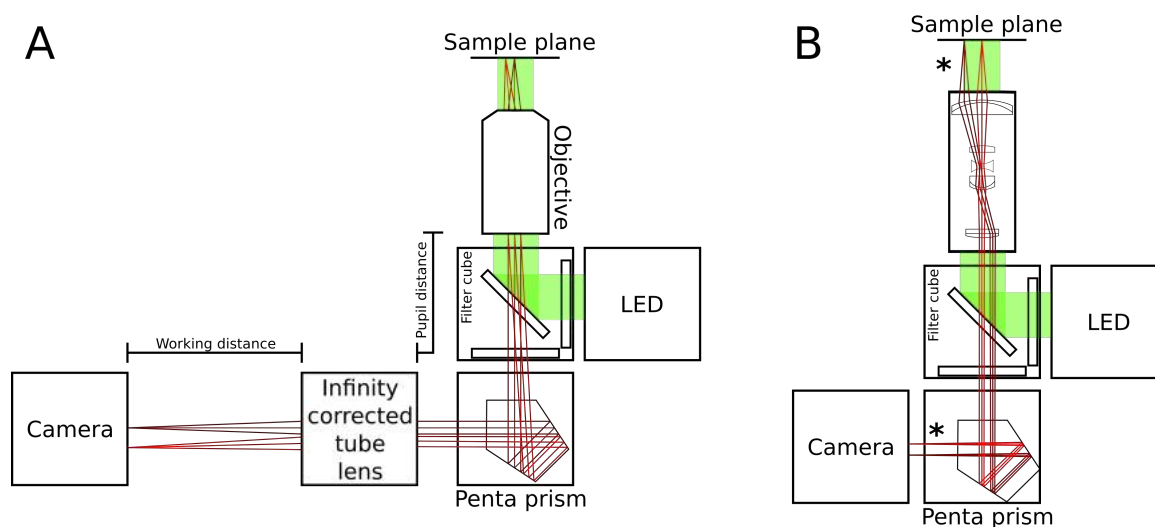 A
Sample plane
Objective
Pupil distance
Filter cube
LED
Working distance
Camera
Infinity
corrected
tube
lens
Penta prism
B
Sample plane
*
Filter cube
LED
Camera
*
Penta prism